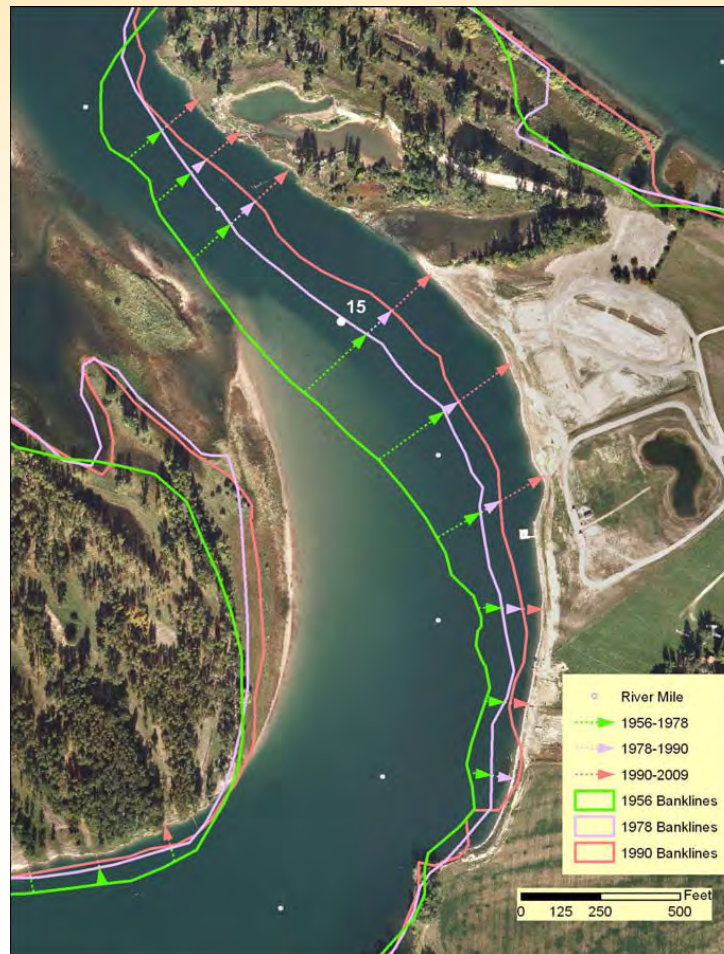 15
River Mile
1956-1978
1978-1990
1990-2009
1956 Banklines
1978 Banklines
1990 Banklines
Feet
0 125 250 500